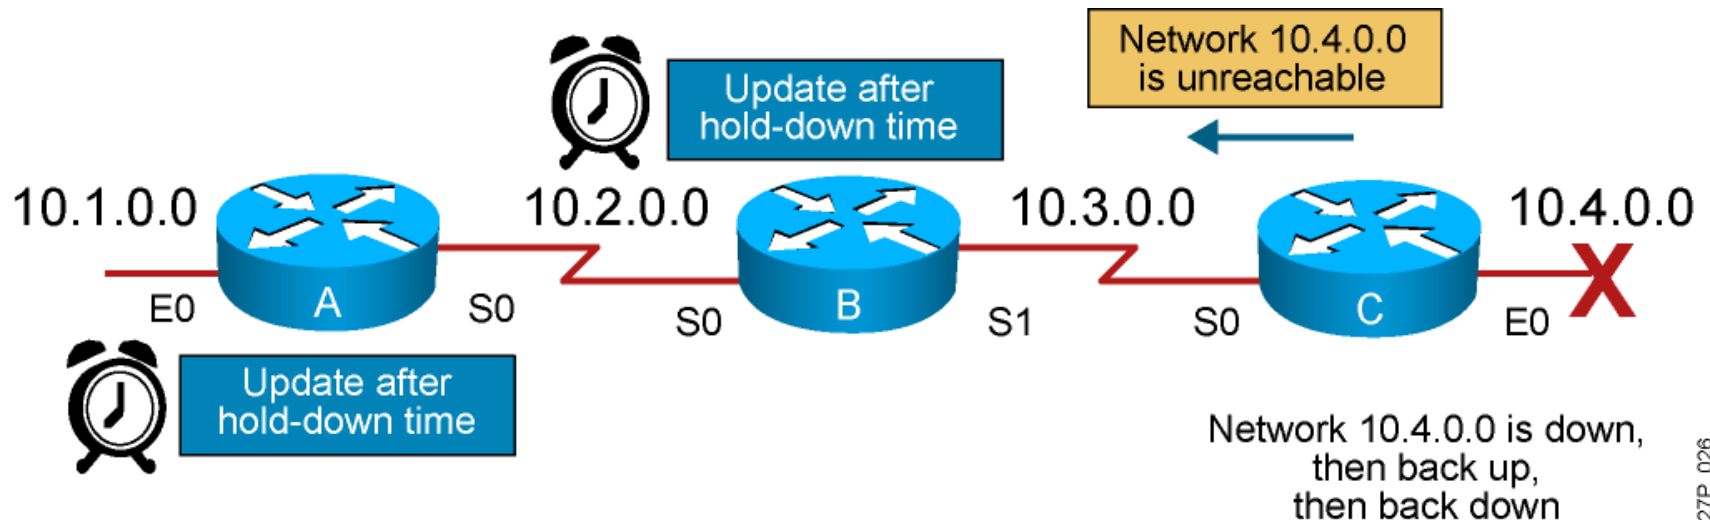 Network 10.4.0.0
is unreachable
Update after
hold-down time
10.1.0.0
10.2.0.0
10.3.0.0
10.4.0.0
E0
A
S0
S0
B
S1
S0
C
E0
Update after
hold-down time
Network 10.4.0.0 is down,
then back up,
then back down
27P_026